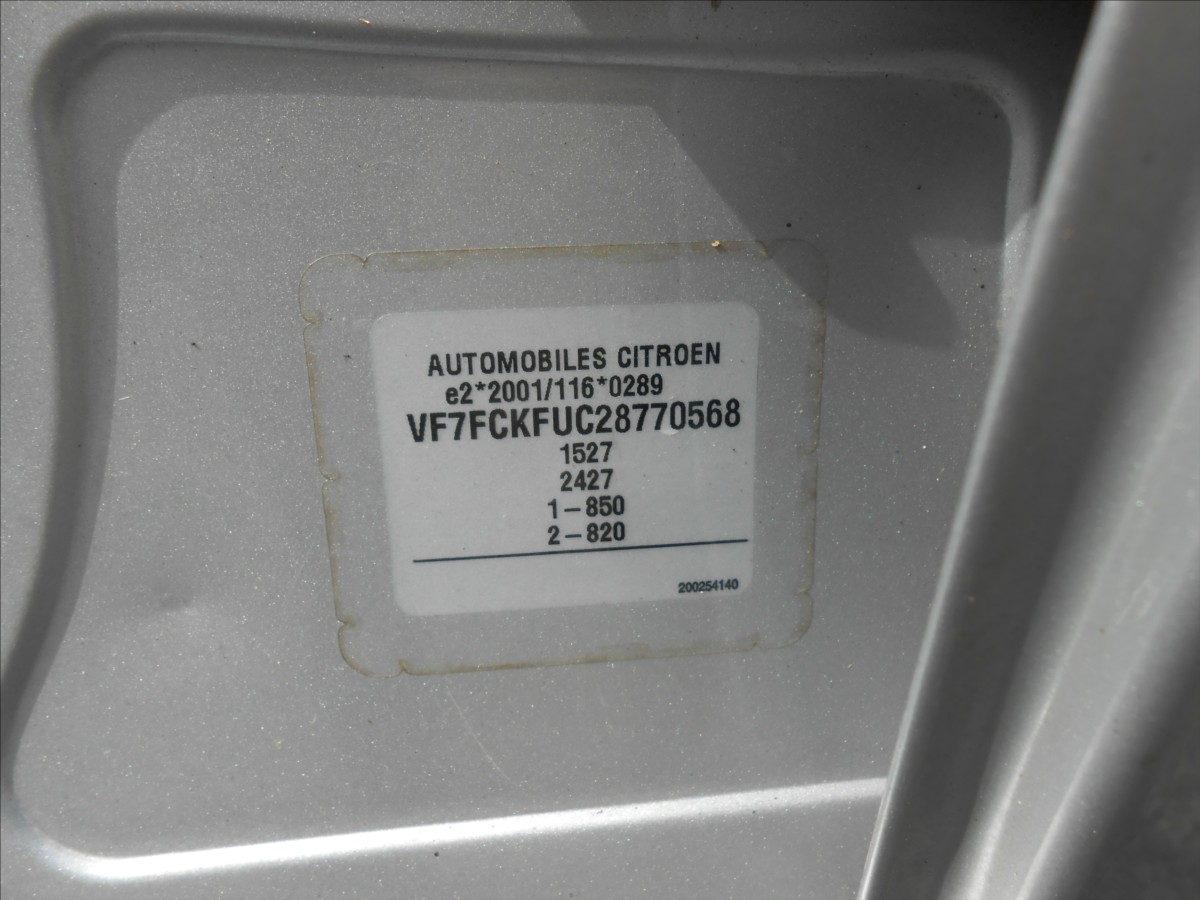 AUTOMOBILES CITROEN
e2*2001/116*0289
VF7FCKFUC28770568
1527
2427
1-850
2-820
200254140